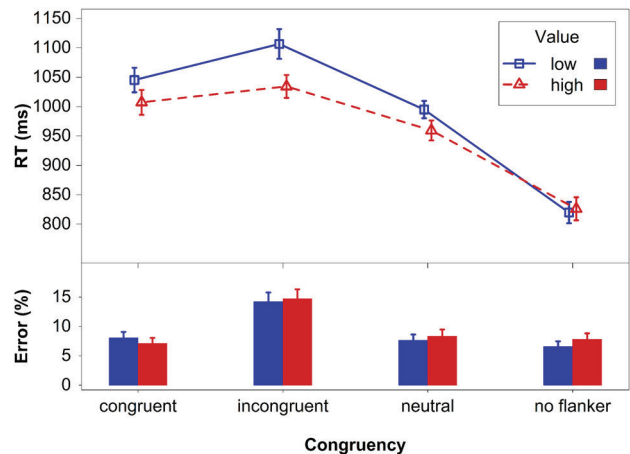 1150
1100
1050
1000
950
900
850
800
RT (ms)
Value
low
high
15
10
5
0
Error (%)
congruent
incongruent
neutral
no flanker
Congruency